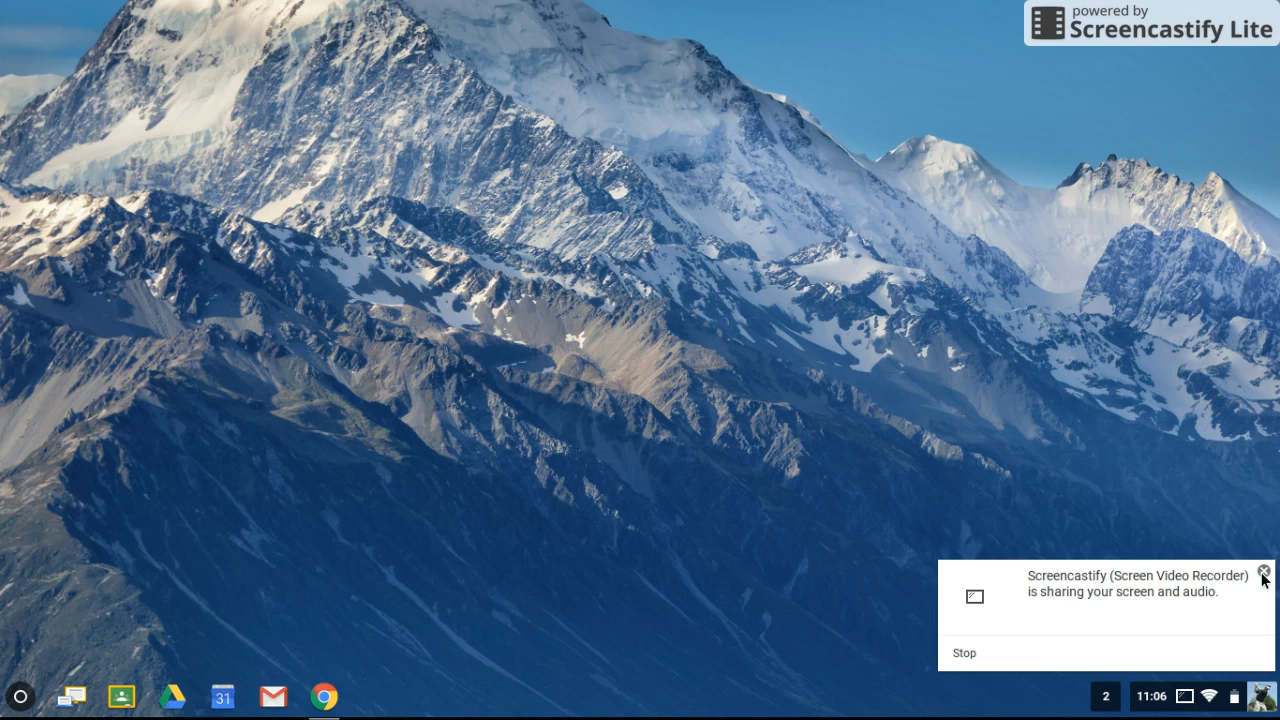 powered by
Screencastify Lite
Screencastify (Screen Video Recorder)
is sharing your screen and audio.
Stop
31
2
11:06